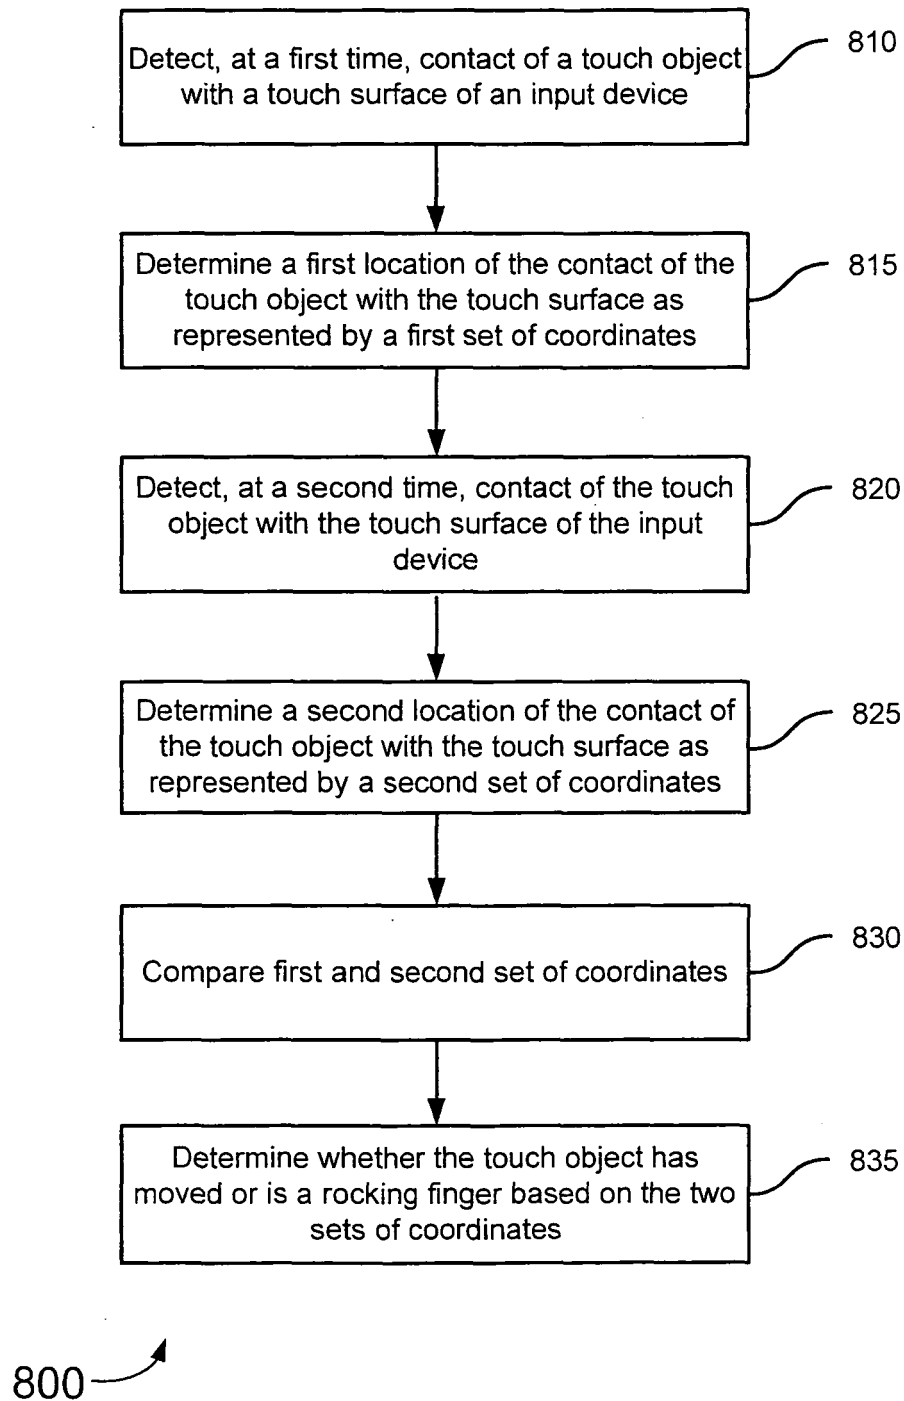 Detect, at a first time, contact of a touch object
with a touch surface of an input device
810
Determine a first location of the contact of the
touch object with the touch surface as
represented by a first set of coordinates
815
Detect, at a second time, contact of the touch
object with the touch surface of the input
device
820
Determine a second location of the contact of
the touch object with the touch surface as
represented by a second set of coordinates
825
Compare first and second set of coordinates
830
Determine whether the touch object has
moved or is a rocking finger based on the two
sets of coordinates
835
800